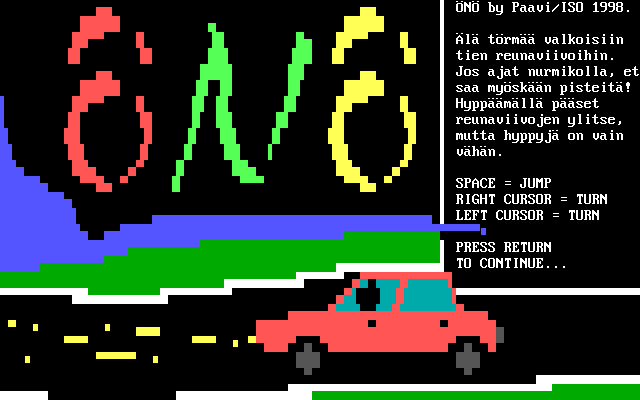 ÖNÖ
ÖNÖ by Paavi/ISO 1998.
Älä törmää valkoisiin
tien reunaviivoihin.
Jos ajat nurmikolla, et
saa myöskään pisteitä!
Hyppäämällä pääset
reunaviivojen ylitse,
mutta hyppyjä on vain
vähän.
SPACE = JUMP
RIGHT CURSOR = TURN
LEFT CURSOR = TURN
PRESS RETURN
TO CONTINUE...